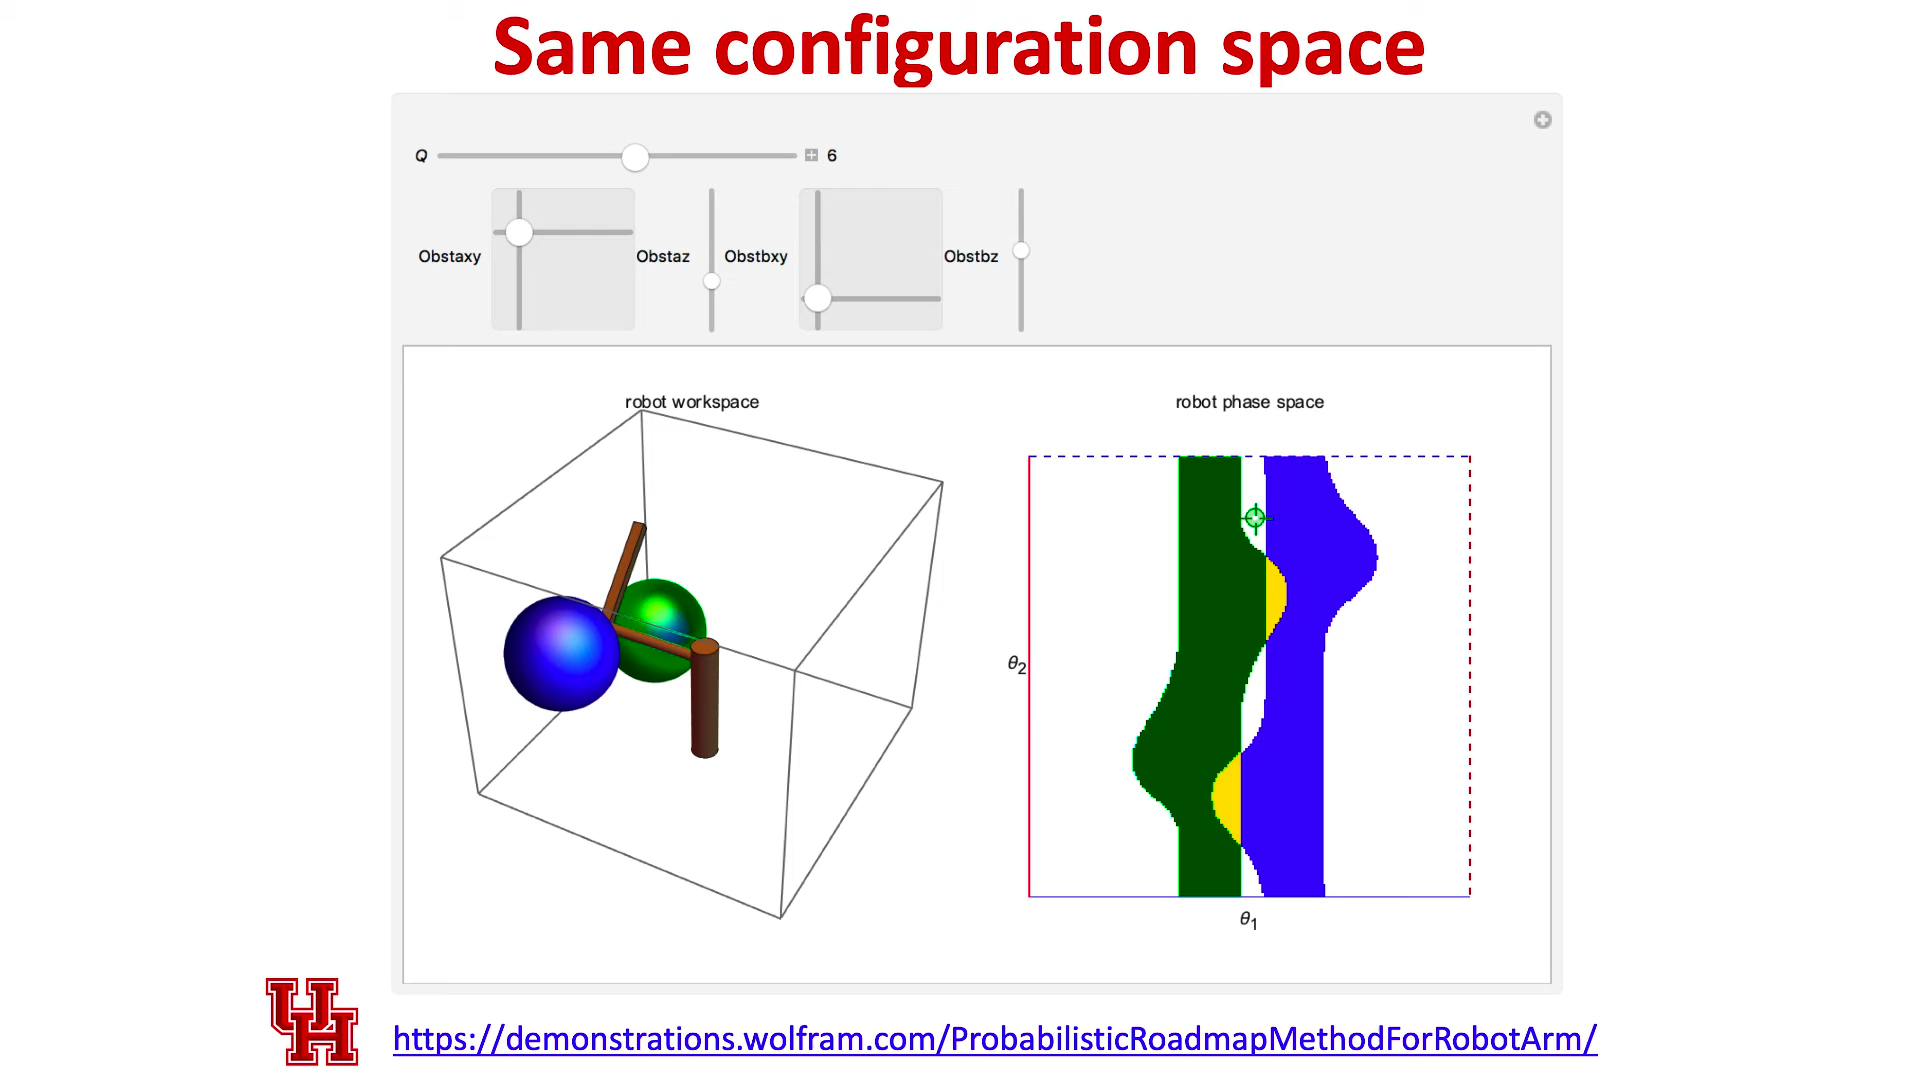 Same configuration space
Q 6
Obstaxy Obstaz Obstbxy Obstbz
robot workspace robot phase space
θ2
θ1
UH
https://demonstrations.wolfram.com/ProbabilisticRoadmapMethodForRobotArm/